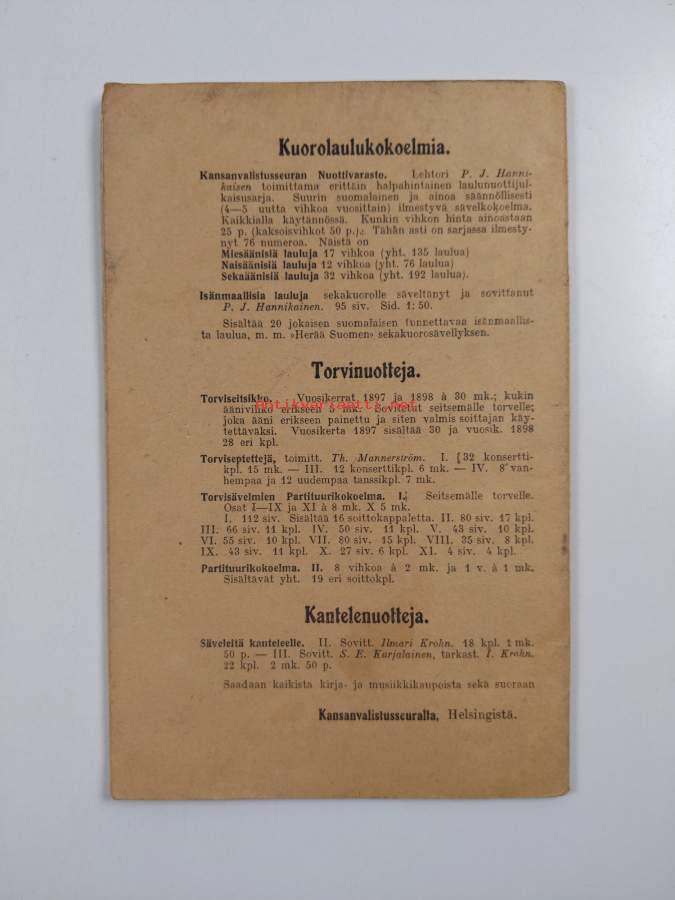 Kuorolaulukokoelmia.
Kansanvalistusseuran Nuottivarasto. Lehtori P. J. Hanni-
kaisen toimittama erittäin halpahintainen laulunuottijul-
kaisusarja. Suurin suomalainen ja ainoa säännöllisesti
(4—5 uutta vihkoa vuosittain) ilmestyvä sävelkokoelma.
Kaikkialla käytännössä. Kunkin vihkon hinta ainoastaan
25 p. (kaksoisvihkot 50 p.). Tähän asti on sarjassa ilmesty-
nyt 76 numeroa. Näistä on
Miesäänisiä lauluja 17 vihkoa (yht. 135 laulua)
Naisäänisiä lauluja 12 vihkoa (yht. 76 laulua)
Sekaäänisiä lauluja 32 vihkoa (yht. 192 laulua).
Isänmaallisia lauluja sekakuorolle säveltänyt ja sovittanut
P. J. Hannikainen. 95 siv. Sid. 1: 50.
Sisältää 20 jokaisen suomalaisen tunnettavaa isänmaallis-
ta laulua, m. m. »Herää Suomen» sekakuorosävellyksen.
Torvinuotteja.
Torviseitsikko. Vuosikerrat 1897 ja 1898 à 30 mk.; kukin
antikvariaatti.net
äänivihko erikseen 5 mk. Sovitetut seitsemälle torvelle;
joka ääni erikseen painettu ja siten valmis soittajan käy-
tettäväksi. Vuosikerta 1897 sisältää 30 ja vuosik. 1898
28 eri kpl.
Torviseptettejä, toimitt. Th. Mannerström. I. 32 konsertti-
kpl. 15 mk. — III. 12 konserttikpl. 6 mk. — IV. 8 van-
hempaa ja 12 uudempaa tanssikpl. 7 mk.
Torvisävelmien Partituurikokoelma. I. Seitsemälle torvelle.
Osat I—IX ja XI à 8 mk. X 5 mk.
I. 112 siv. Sisältää 16 soittokappaletta. II. 80 siv. 17 kpl.
III. 66 siv. 11 kpl. IV. 50 siv. 11 kpl. V. 43 siv. 10 kpl.
VI. 55 siv. 10 kpl. VII. 80 siv. 15 kpl. VIII. 35 siv. 8 kpl.
IX. 43 siv. 11 kpl. X. 27 siv. 6 kpl. XI. 4 siv. 4 kpl.
Partituurikokoelma. II. 8 vihkoa à 2 mk. ja 1 v. à 1 mk.
Sisältävät yht. 19 eri soittokpl.
Kantelenuotteja.
Säveleitä kanteleelle. II. Sovitt. Ilmari Krohn. 18 kpl. 1 mk.
50 p. — III. Sovitt. S. E. Karjalainen, tarkast. I. Krohn.
22 kpl. 2 mk. 50 p.
Saadaan kaikista kirja- ja musiikkikaupoista sekä suoraan
Kansanvalistusseuralta, Helsingistä.